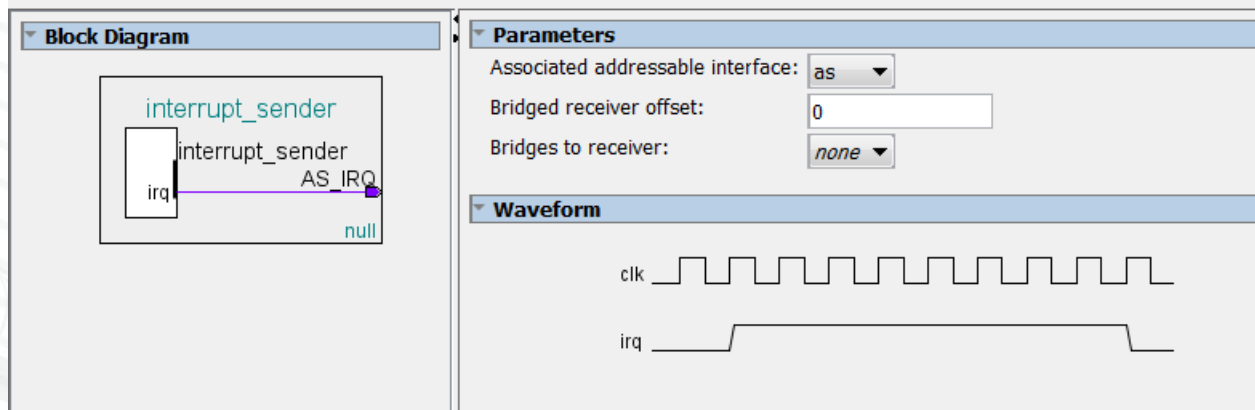 Block Diagram
interrupt_sender
interrupt_sender
AS_IRQ
irq
null
Parameters
Associated addressable interface: as
Bridged receiver offset: 0
Bridges to receiver: none
Waveform
clk
irq